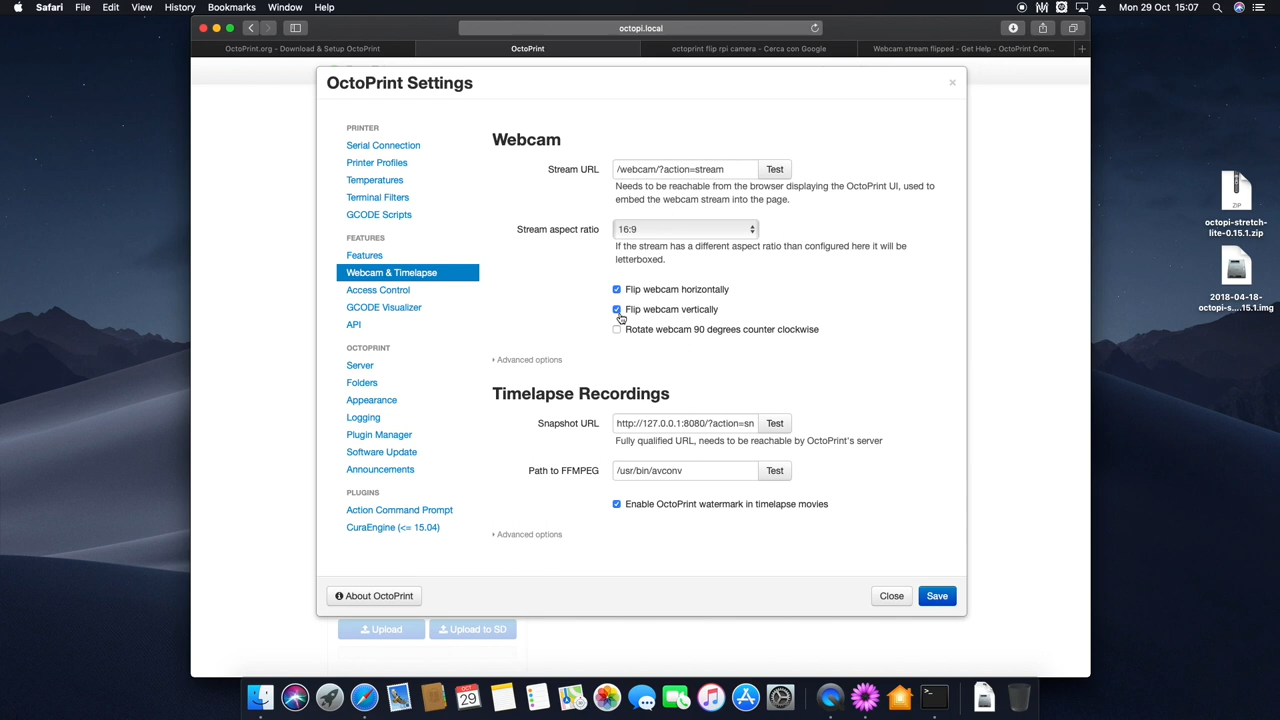 Safari File Edit View History Bookmarks Window Help Mon 29 Oct 15:07
octopi.local
OctoPrint.org - Download & Setup OctoPrint OctoPrint octoprint flip rpi camera - Cerca con Google Webcam stream flipped - Get Help - OctoPrint Com...
OctoPrint Settings
PRINTER
Serial Connection
Printer Profiles
Temperatures
Terminal Filters
GCODE Scripts
FEATURES
Features
Webcam & Timelapse
Access Control
GCODE Visualizer
API
OCTOPRINT
Server
Folders
Appearance
Logging
Plugin Manager
Software Update
Announcements
PLUGINS
Action Command Prompt
CuraEngine (<= 15.04)
Webcam
Stream URL /webcam/?action=stream Test
Needs to be reachable from the browser displaying the OctoPrint UI, used to
embed the webcam stream into the page.
Stream aspect ratio 16:9
If the stream has a different aspect ratio than configured here it will be
letterboxed.
Flip webcam horizontally
Flip webcam vertically
Rotate webcam 90 degrees counter clockwise
Advanced options
Timelapse Recordings
Snapshot URL http://127.0.0.1:8080/?action=sn Test
Fully qualified URL, needs to be reachable by OctoPrint's server
Path to FFMPEG /usr/bin/avconv Test
Enable OctoPrint watermark in timelapse movies
Advanced options
About OctoPrint Close Save
Upload Upload to SD
ZIP
octopi-stretch-
lite-0.15.1.zip
2018-04-18-
octopi-s....15.1.img
OCT
29